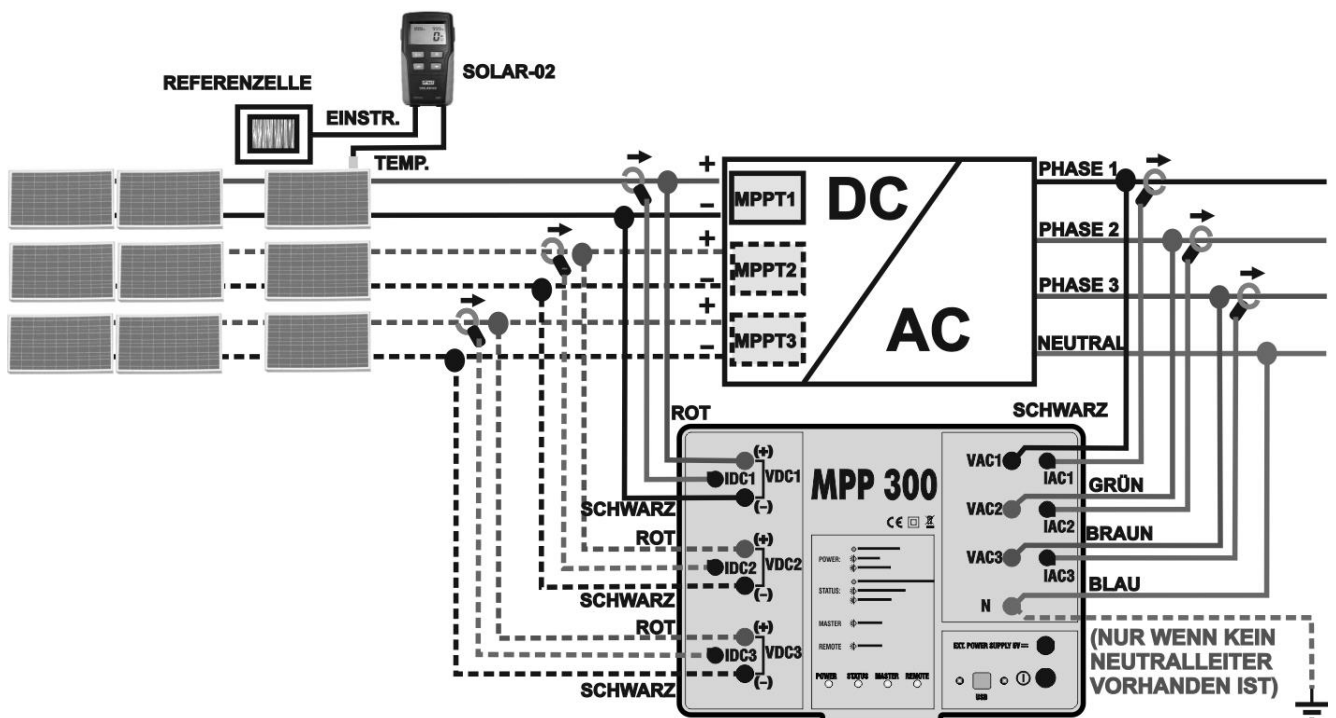 SOLAR-02
REFERENZELLE
EINSTR.
TEMP.
+
−
+
−
+
−
MPPT1
MPPT2
MPPT3
DC
AC
PHASE 1
PHASE 2
PHASE 3
NEUTRAL
ROT
SCHWARZ
(+)
IDC1
VDC1
(−)
SCHWARZ
ROT
(+)
IDC2
VDC2
(−)
SCHWARZ
ROT
(+)
IDC3
VDC3
(−)
SCHWARZ
MPP 300
CE
POWER:
STATUS:
MASTER
REMOTE
POWER STATUS MASTER REMOTE
VAC1
IAC1
GRÜN
VAC2
IAC2
BRAUN
VAC3
IAC3
BLAU
N
EXT. POWER SUPPLY 5V
USB
(NUR WENN KEIN
NEUTRALLEITER
VORHANDEN IST)